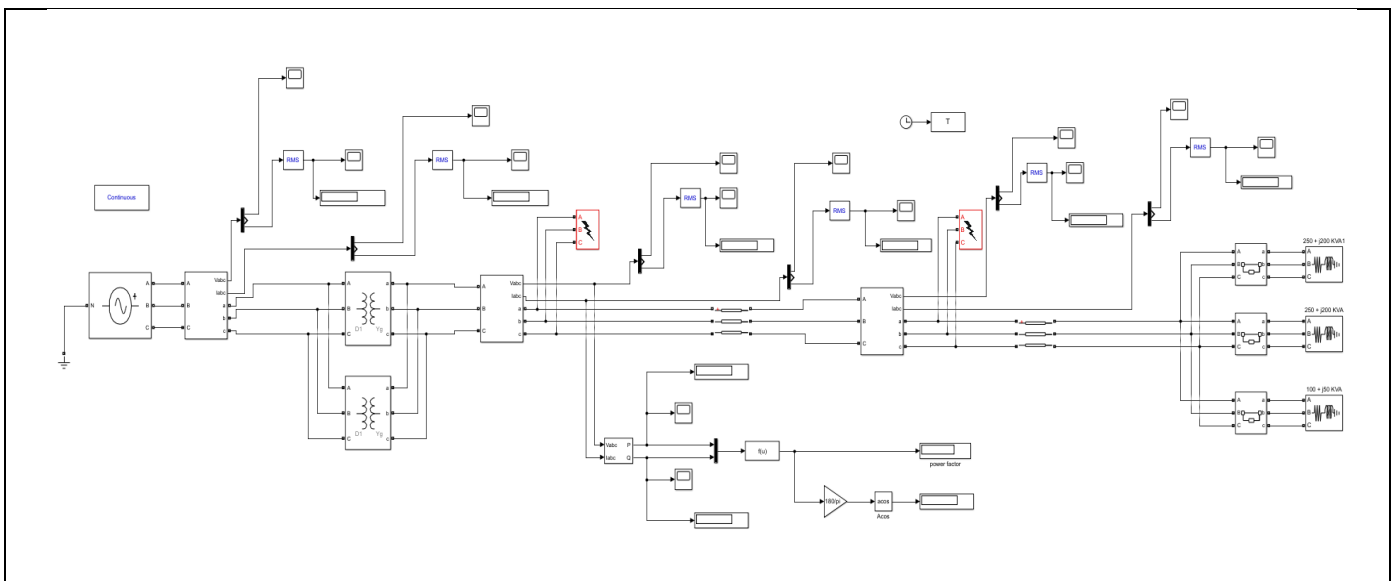 T
RMS
RMS
Continuous
RMS
RMS
RMS
RMS
A
B
C
A
B
C
250 + j200 KVA1
N
A
B
C
A
B
C
Vabc
Iabc
a
b
c
A
B
C
a
b
c
D1
Yg
A
B
C
Vabc
Iabc
a
b
c
A
B
C
Vabc
Iabc
a
b
c
A
B
C
a
b
c
A
B
C
250 + j200 KVA
A
B
C
a
b
c
A
B
C
A
B
C
a
b
c
D1
Yg
100 + j50 KVA
A
B
C
a
b
c
A
B
C
Vabc
Iabc
P
Q
f(u)
power factor
180/pi
acos
Acos